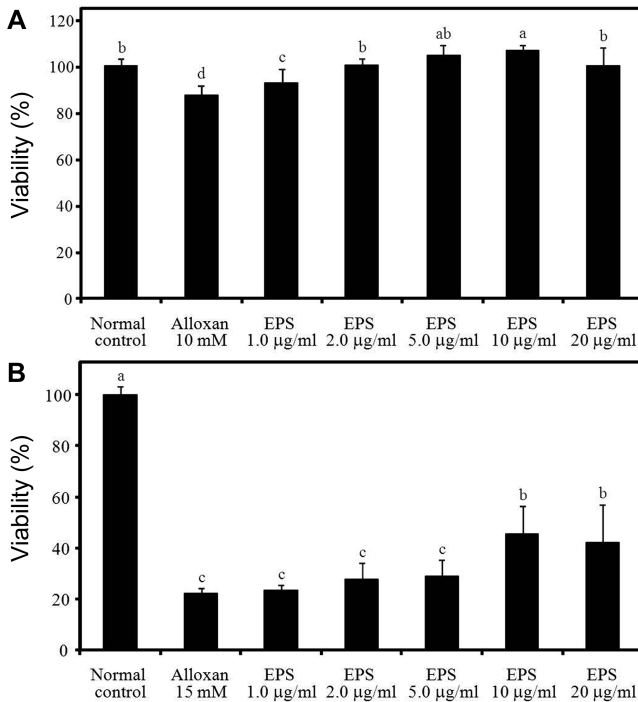 A
Viability (%)
120
100
80
60
40
20
0
b
d
c
b
ab
a
b
Normal control
Alloxan 10 mM
EPS 1.0 µg/ml
EPS 2.0 µg/ml
EPS 5.0 µg/ml
EPS 10 µg/ml
EPS 20 µg/ml
B
Viability (%)
100
80
60
40
20
0
a
c
c
c
c
b
b
Normal control
Alloxan 15 mM
EPS 1.0 µg/ml
EPS 2.0 µg/ml
EPS 5.0 µg/ml
EPS 10 µg/ml
EPS 20 µg/ml